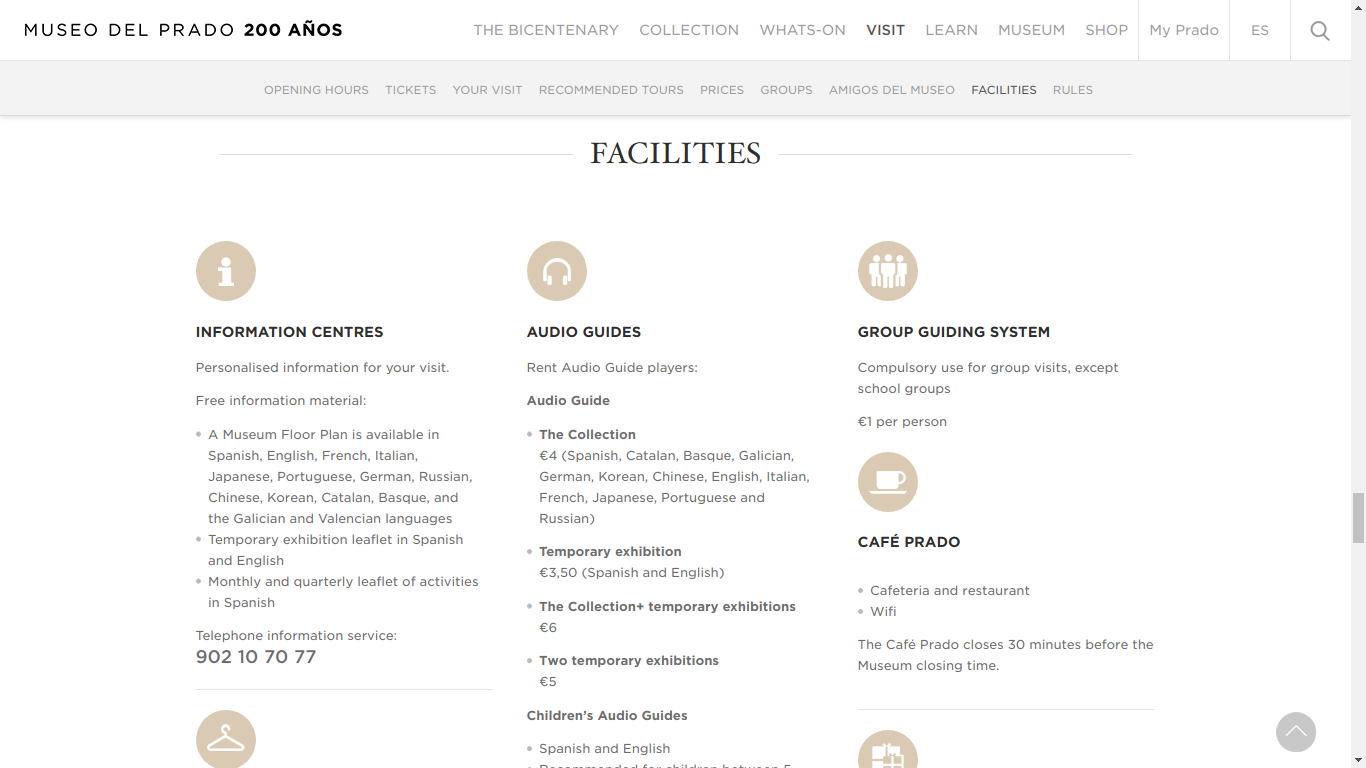 MUSEO DEL PRADO 200 AÑOS
THE BICENTENARY COLLECTION WHATS-ON VISIT LEARN MUSEUM SHOP My Prado ES
OPENING HOURS TICKETS YOUR VISIT RECOMMENDED TOURS PRICES GROUPS AMIGOS DEL MUSEO FACILITIES RULES
FACILITIES
INFORMATION CENTRES
Personalised information for your visit.
Free information material:
A Museum Floor Plan is available in
Spanish, English, French, Italian,
Japanese, Portuguese, German, Russian,
Chinese, Korean, Catalan, Basque, and
the Galician and Valencian languages
Temporary exhibition leaflet in Spanish
and English
Monthly and quarterly leaflet of activities
in Spanish
Telephone information service:
902 10 70 77
AUDIO GUIDES
Rent Audio Guide players:
Audio Guide
The Collection
€4 (Spanish, Catalan, Basque, Galician,
German, Korean, Chinese, English, Italian,
French, Japanese, Portuguese and
Russian)
Temporary exhibition
€3,50 (Spanish and English)
The Collection+ temporary exhibitions
€6
Two temporary exhibitions
€5
Children's Audio Guides
Spanish and English
Recommended for children between 5
GROUP GUIDING SYSTEM
Compulsory use for group visits, except
school groups
€1 per person
CAFÉ PRADO
Cafeteria and restaurant
Wifi
The Café Prado closes 30 minutes before the
Museum closing time.